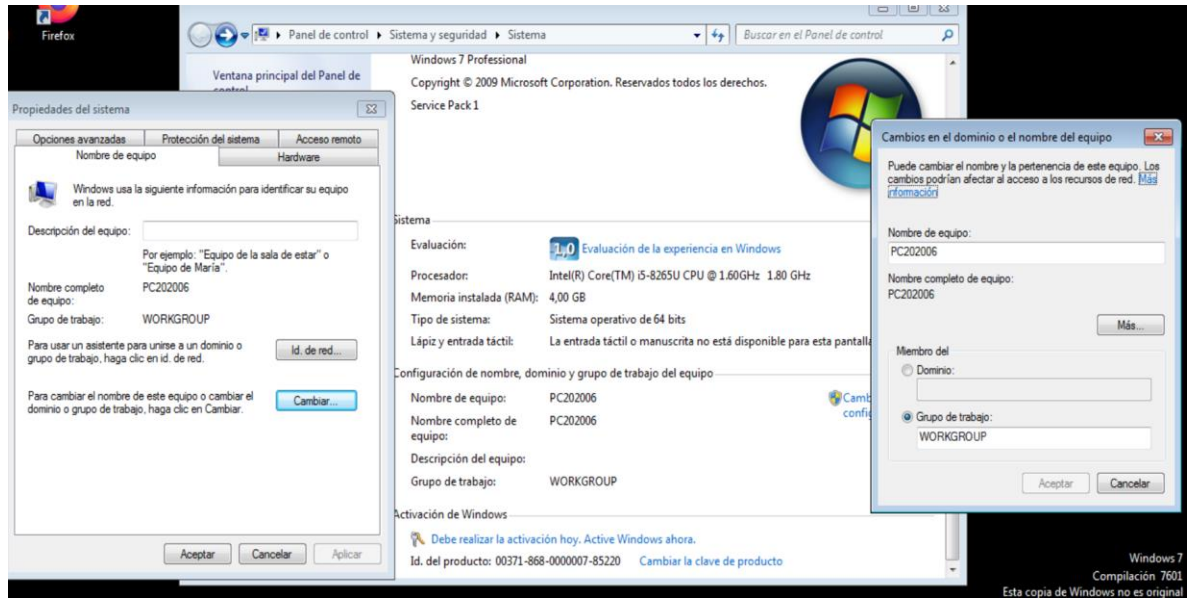 Firefox
Panel de control
Sistema y seguridad
Sistema
Buscar en el Panel de control
Ventana principal del Panel de
control
Windows 7 Professional
Copyright © 2009 Microsoft Corporation. Reservados todos los derechos.
Service Pack 1
Propiedades del sistema
Opciones avanzadas
Protección del sistema
Acceso remoto
Nombre de equipo
Hardware
Windows usa la siguiente información para identificar su equipo
en la red.
Descripción del equipo:
Por ejemplo: "Equipo de la sala de estar" o
"Equipo de María".
Nombre completo
de equipo:
PC202006
Grupo de trabajo:
WORKGROUP
Para usar un asistente para unirse a un dominio o
grupo de trabajo, haga clic en id. de red.
Id. de red...
Para cambiar el nombre de este equipo o cambiar el
dominio o grupo de trabajo, haga clic en Cambiar.
Cambiar...
Aceptar
Cancelar
Aplicar
Sistema
Evaluación:
1,0 Evaluación de la experiencia en Windows
Procesador:
Intel(R) Core(TM) i5-8265U CPU @ 1.60GHz 1.80 GHz
Memoria instalada (RAM):
4,00 GB
Tipo de sistema:
Sistema operativo de 64 bits
Lápiz y entrada táctil:
La entrada táctil o manuscrita no está disponible para esta pantalla
Configuración de nombre, dominio y grupo de trabajo del equipo
Nombre de equipo:
PC202006
Nombre completo de
equipo:
PC202006
Descripción del equipo:
Grupo de trabajo:
WORKGROUP
Activación de Windows
Debe realizar la activación hoy. Active Windows ahora.
Id. del producto: 00371-868-0000007-85220
Cambiar la clave de producto
Cambios en el dominio o el nombre del equipo
Puede cambiar el nombre y la pertenencia de este equipo. Los
cambios podrían afectar al acceso a los recursos de red. Más
información
Nombre de equipo:
PC202006
Nombre completo de equipo:
PC202006
Más...
Miembro del
Dominio:
Grupo de trabajo:
WORKGROUP
Aceptar
Cancelar
Windows 7
Compilación 7601
Esta copia de Windows no es original